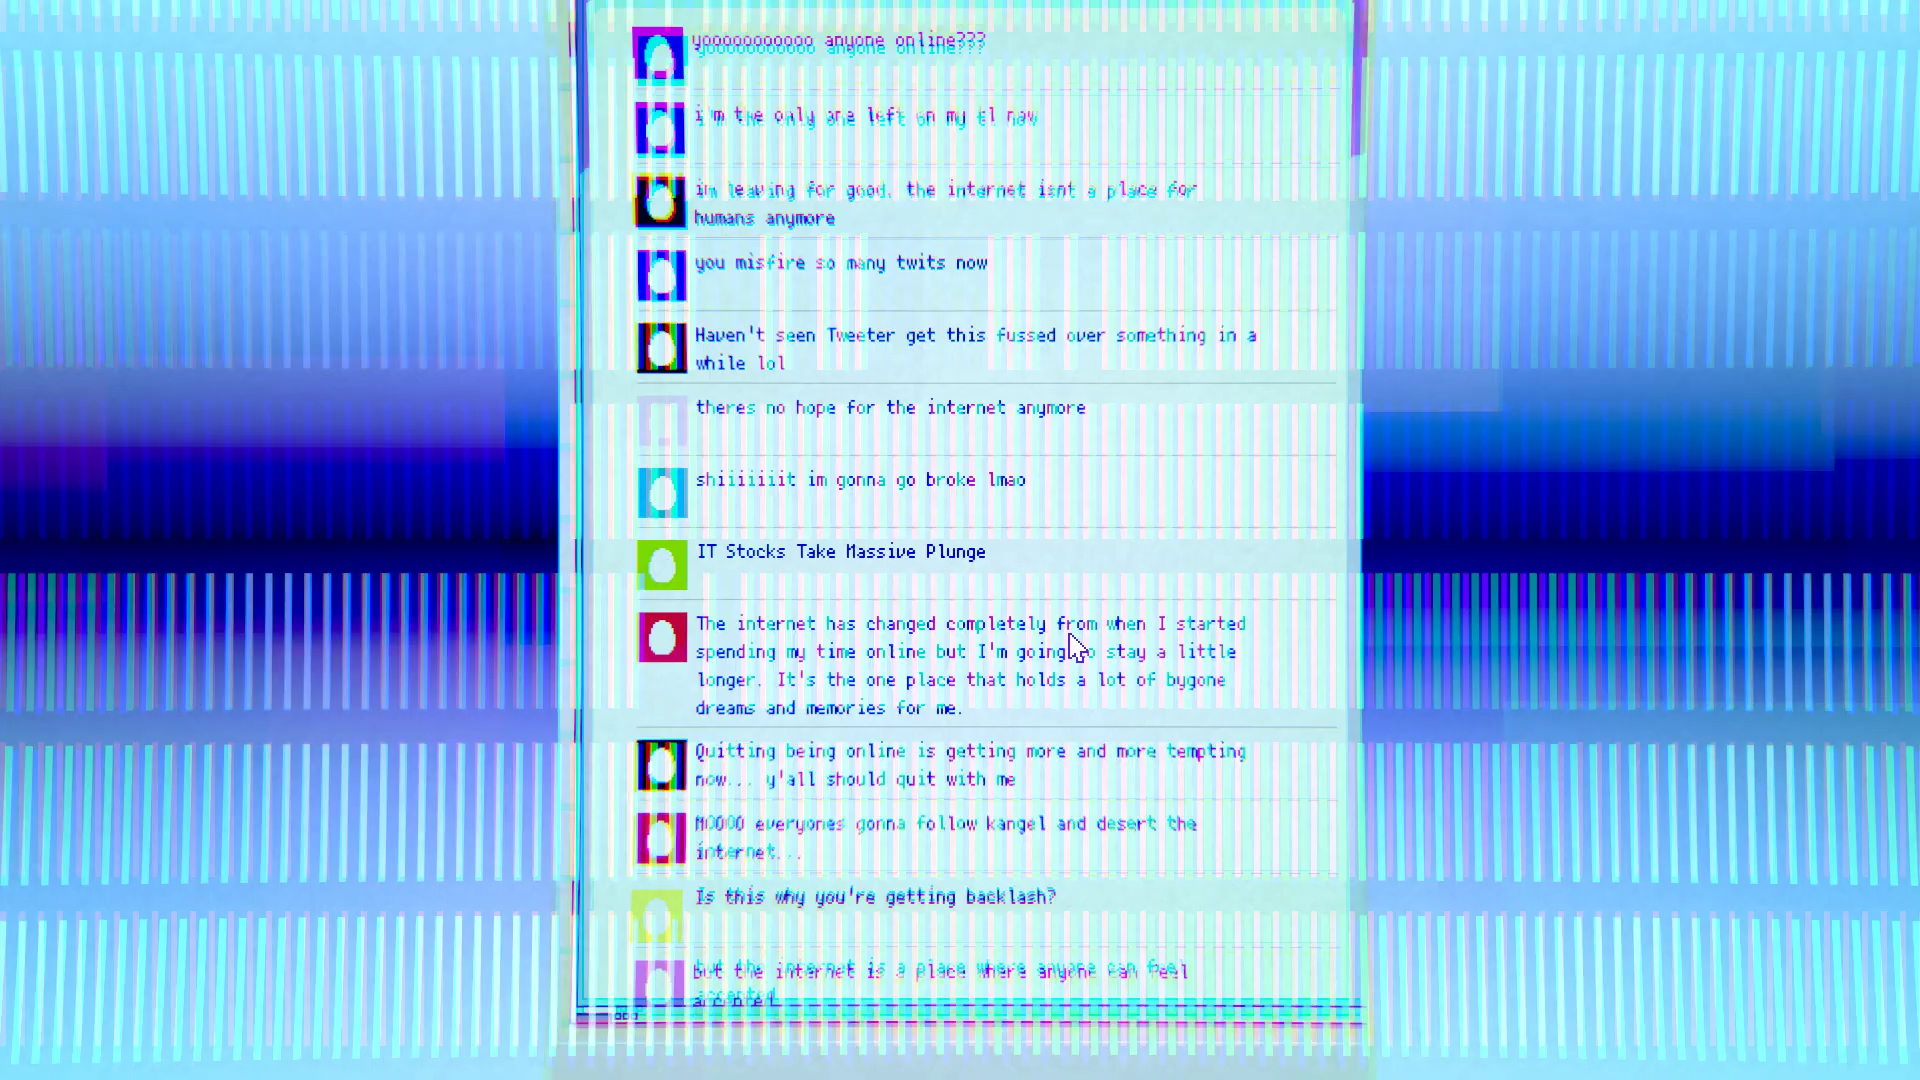 yooooooooooo anyone online???
i'm the only one left on my tl now
im leaving for good. the internet isnt a place for
humans anymore
you misfire so many twits now
Haven't seen Tweeter get this fussed over something in a
while lol
theres no hope for the internet anymore
shiiiiiiit im gonna go broke lmao
IT Stocks Take Massive Plunge
The internet has changed completely from when I started
spending my time online but I'm going to stay a little
longer. It's the one place that holds a lot of bygone
dreams and memories for me.
Quitting being online is getting more and more tempting
now... y'all should quit with me
NOOOO everyones gonna follow kangel and desert the
internet...
Is this why you're getting backlash?
but the internet is a place where anyone can feel
accepted